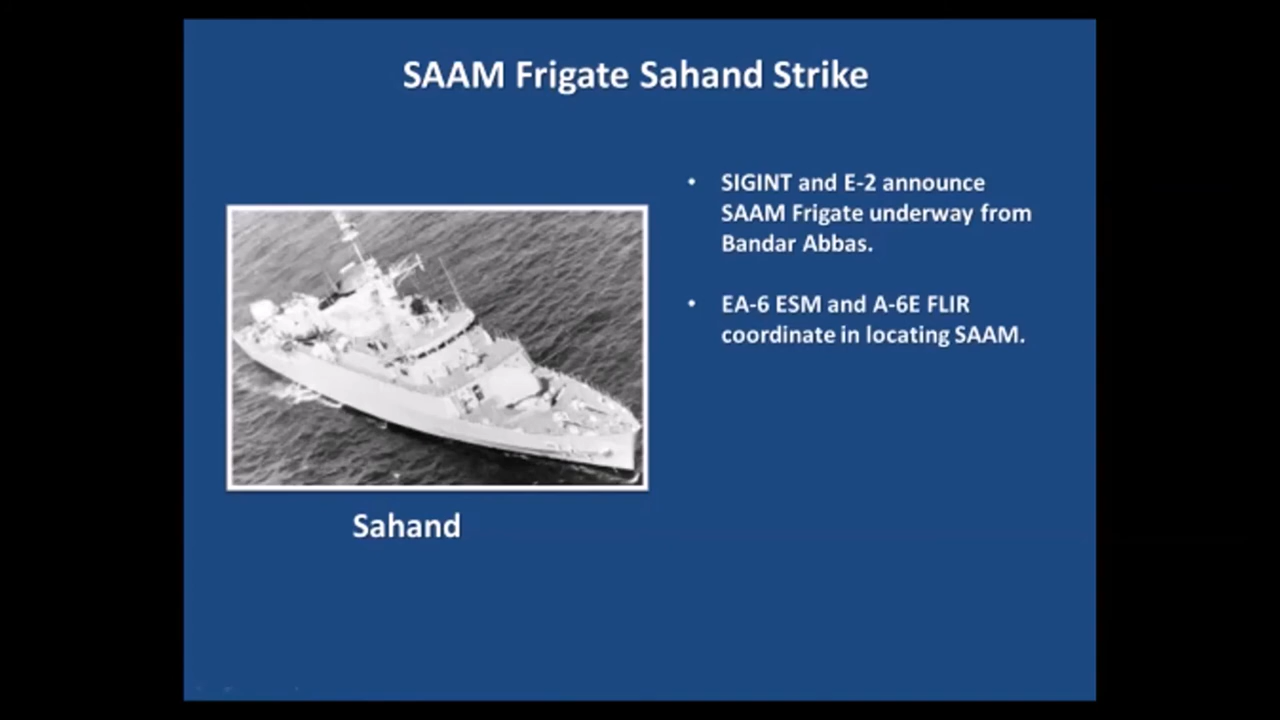 SAAM Frigate Sahand Strike
• SIGINT and E-2 announce
SAAM Frigate underway from
Bandar Abbas.
• EA-6 ESM and A-6E FLIR
coordinate in locating SAAM.
Sahand